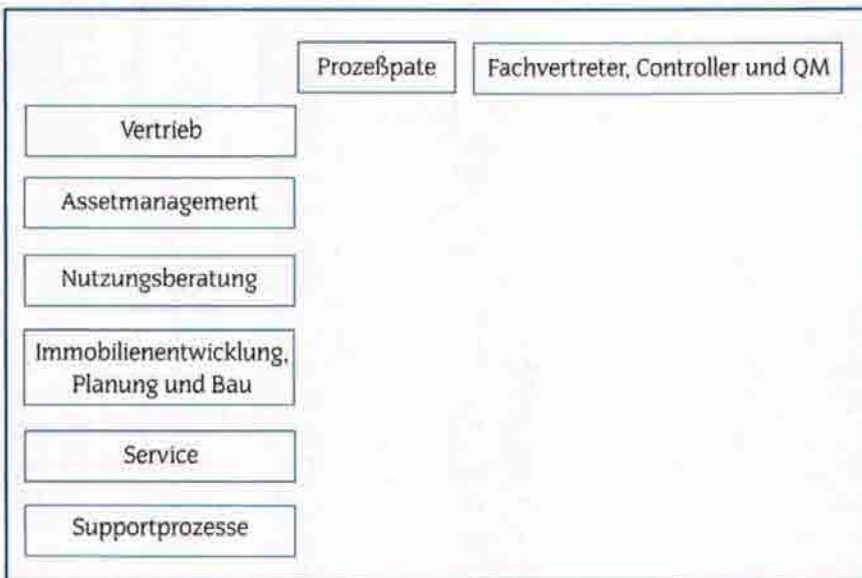 Prozeßpate
Fachvertreter, Controller und QM
Vertrieb
Assetmanagement
Nutzungsberatung
Immobilienentwicklung,
Planung und Bau
Service
Supportprozesse